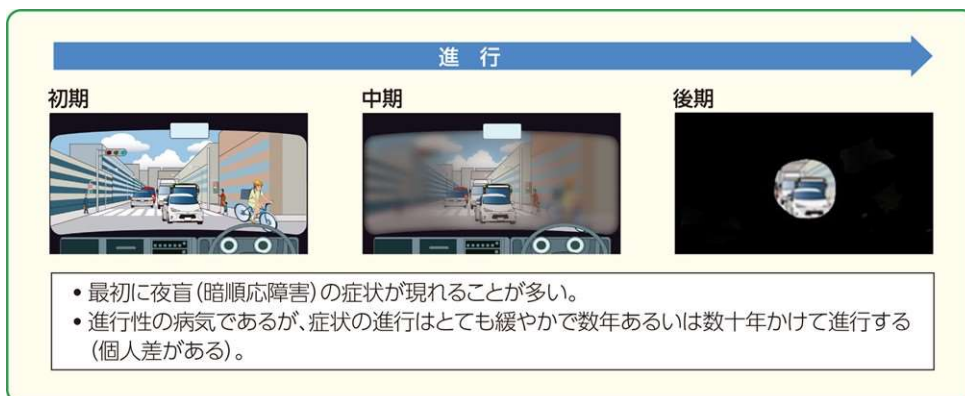 進 行
初期
中期
後期
• 最初に夜盲(暗順応障害)の症状が現れることが多い。
• 進行性の病気であるが、症状の進行はとても緩やかで数年あるいは数十年かけて進行する
(個人差がある)。